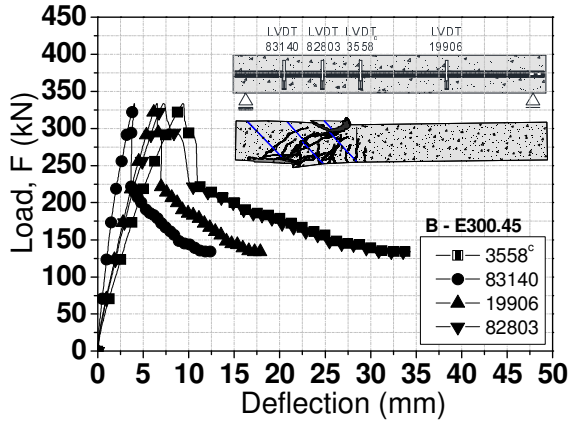 450
400
350
300
250
200
150
100
50
0
Load, F (kN)
LVDT LVDT LVDT LVDT
83140 82803 3558c 19906
B - E300.45
3558c
83140
19906
82803
0 5 10 15 20 25 30 35 40 45 50
Deflection (mm)